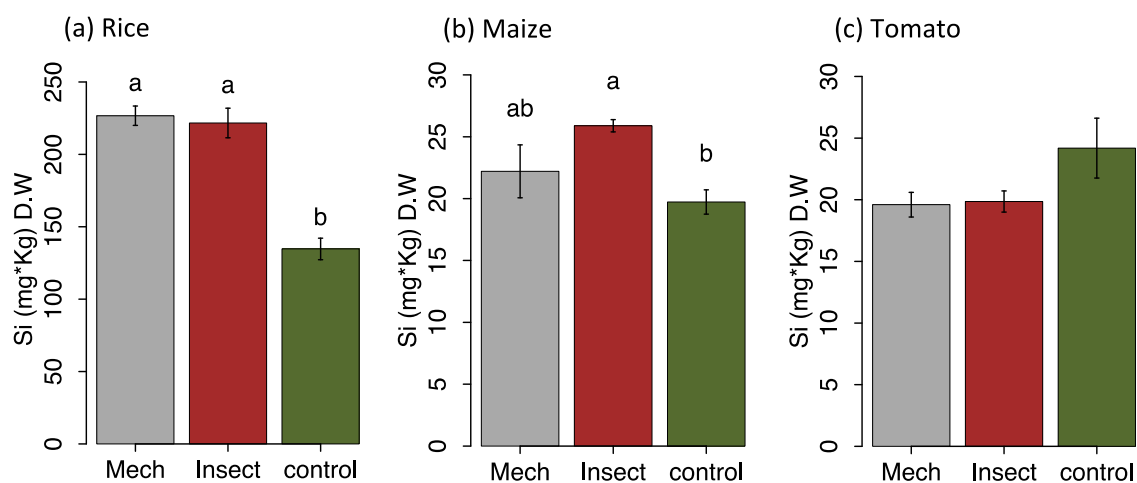 (a) Rice
(b) Maize
(c) Tomato
Si (mg*Kg) D.W
0 50 100 150 200 250
a a b
Mech Insect control
Si (mg*Kg) D.W
0 5 10 15 20 25 30
ab a b
Mech Insect control
Si (mg*Kg) D.W
0 5 10 15 20 25 30
Mech Insect control